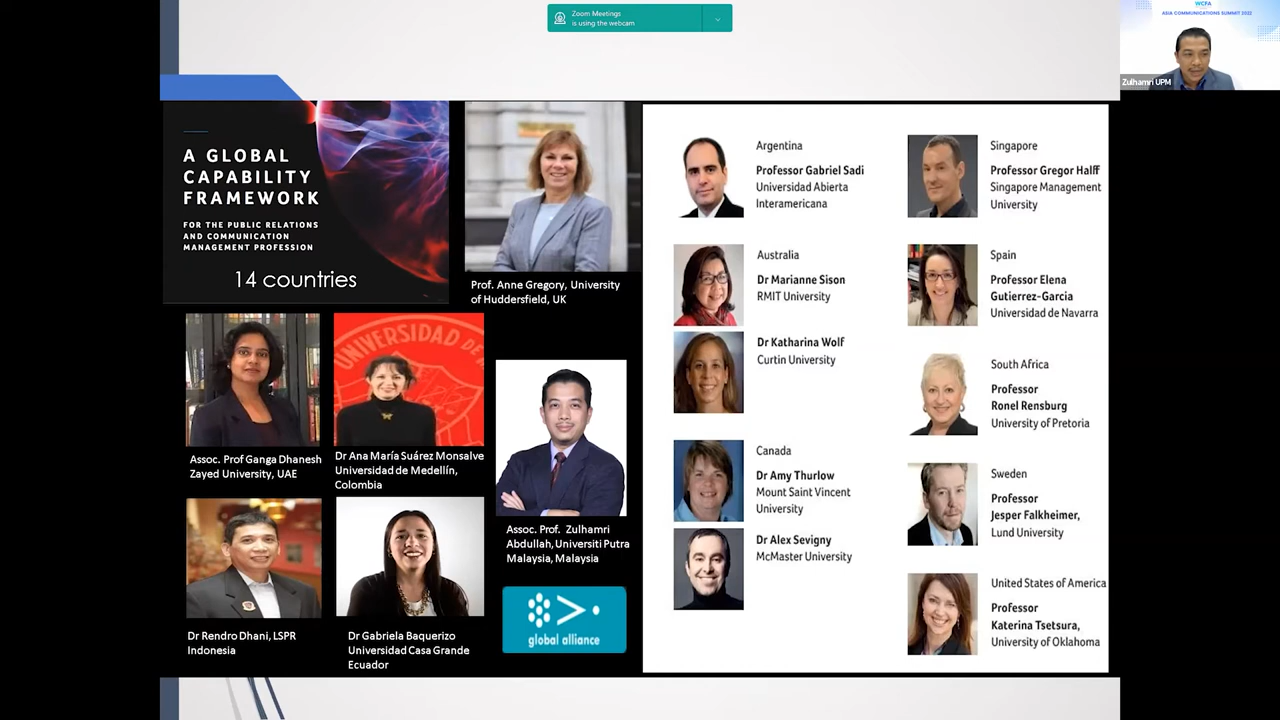 Zoom Meetings
is using the webcam
WCFA
ASIA COMMUNICATIONS SUMMIT 2022
Zulhamri UPM
A GLOBAL
CAPABILITY
FRAMEWORK
FOR THE PUBLIC RELATIONS
AND COMMUNICATION
MANAGEMENT PROFESSION
14 countries
Prof. Anne Gregory, University
of Huddersfield, UK
UNIVERSIDAD DE
Assoc. Prof Ganga Dhanesh
Zayed University, UAE
Dr Ana María Suárez Monsalve
Universidad de Medellín,
Colombia
Assoc. Prof. Zulhamri
Abdullah, Universiti Putra
Malaysia, Malaysia
Dr Rendro Dhani, LSPR
Indonesia
Dr Gabriela Baquerizo
Universidad Casa Grande
Ecuador
global alliance
Argentina
Professor Gabriel Sadi
Universidad Abierta
Interamericana
Australia
Dr Marianne Sison
RMIT University
Dr Katharina Wolf
Curtin University
Canada
Dr Amy Thurlow
Mount Saint Vincent
University
Dr Alex Sevigny
McMaster University
Singapore
Professor Gregor Halff
Singapore Management
University
Spain
Professor Elena
Gutierrez-Garcia
Universidad de Navarra
South Africa
Professor
Ronel Rensburg
University of Pretoria
Sweden
Professor
Jesper Falkheimer,
Lund University
United States of America
Professor
Katerina Tsetsura,
University of Oklahoma